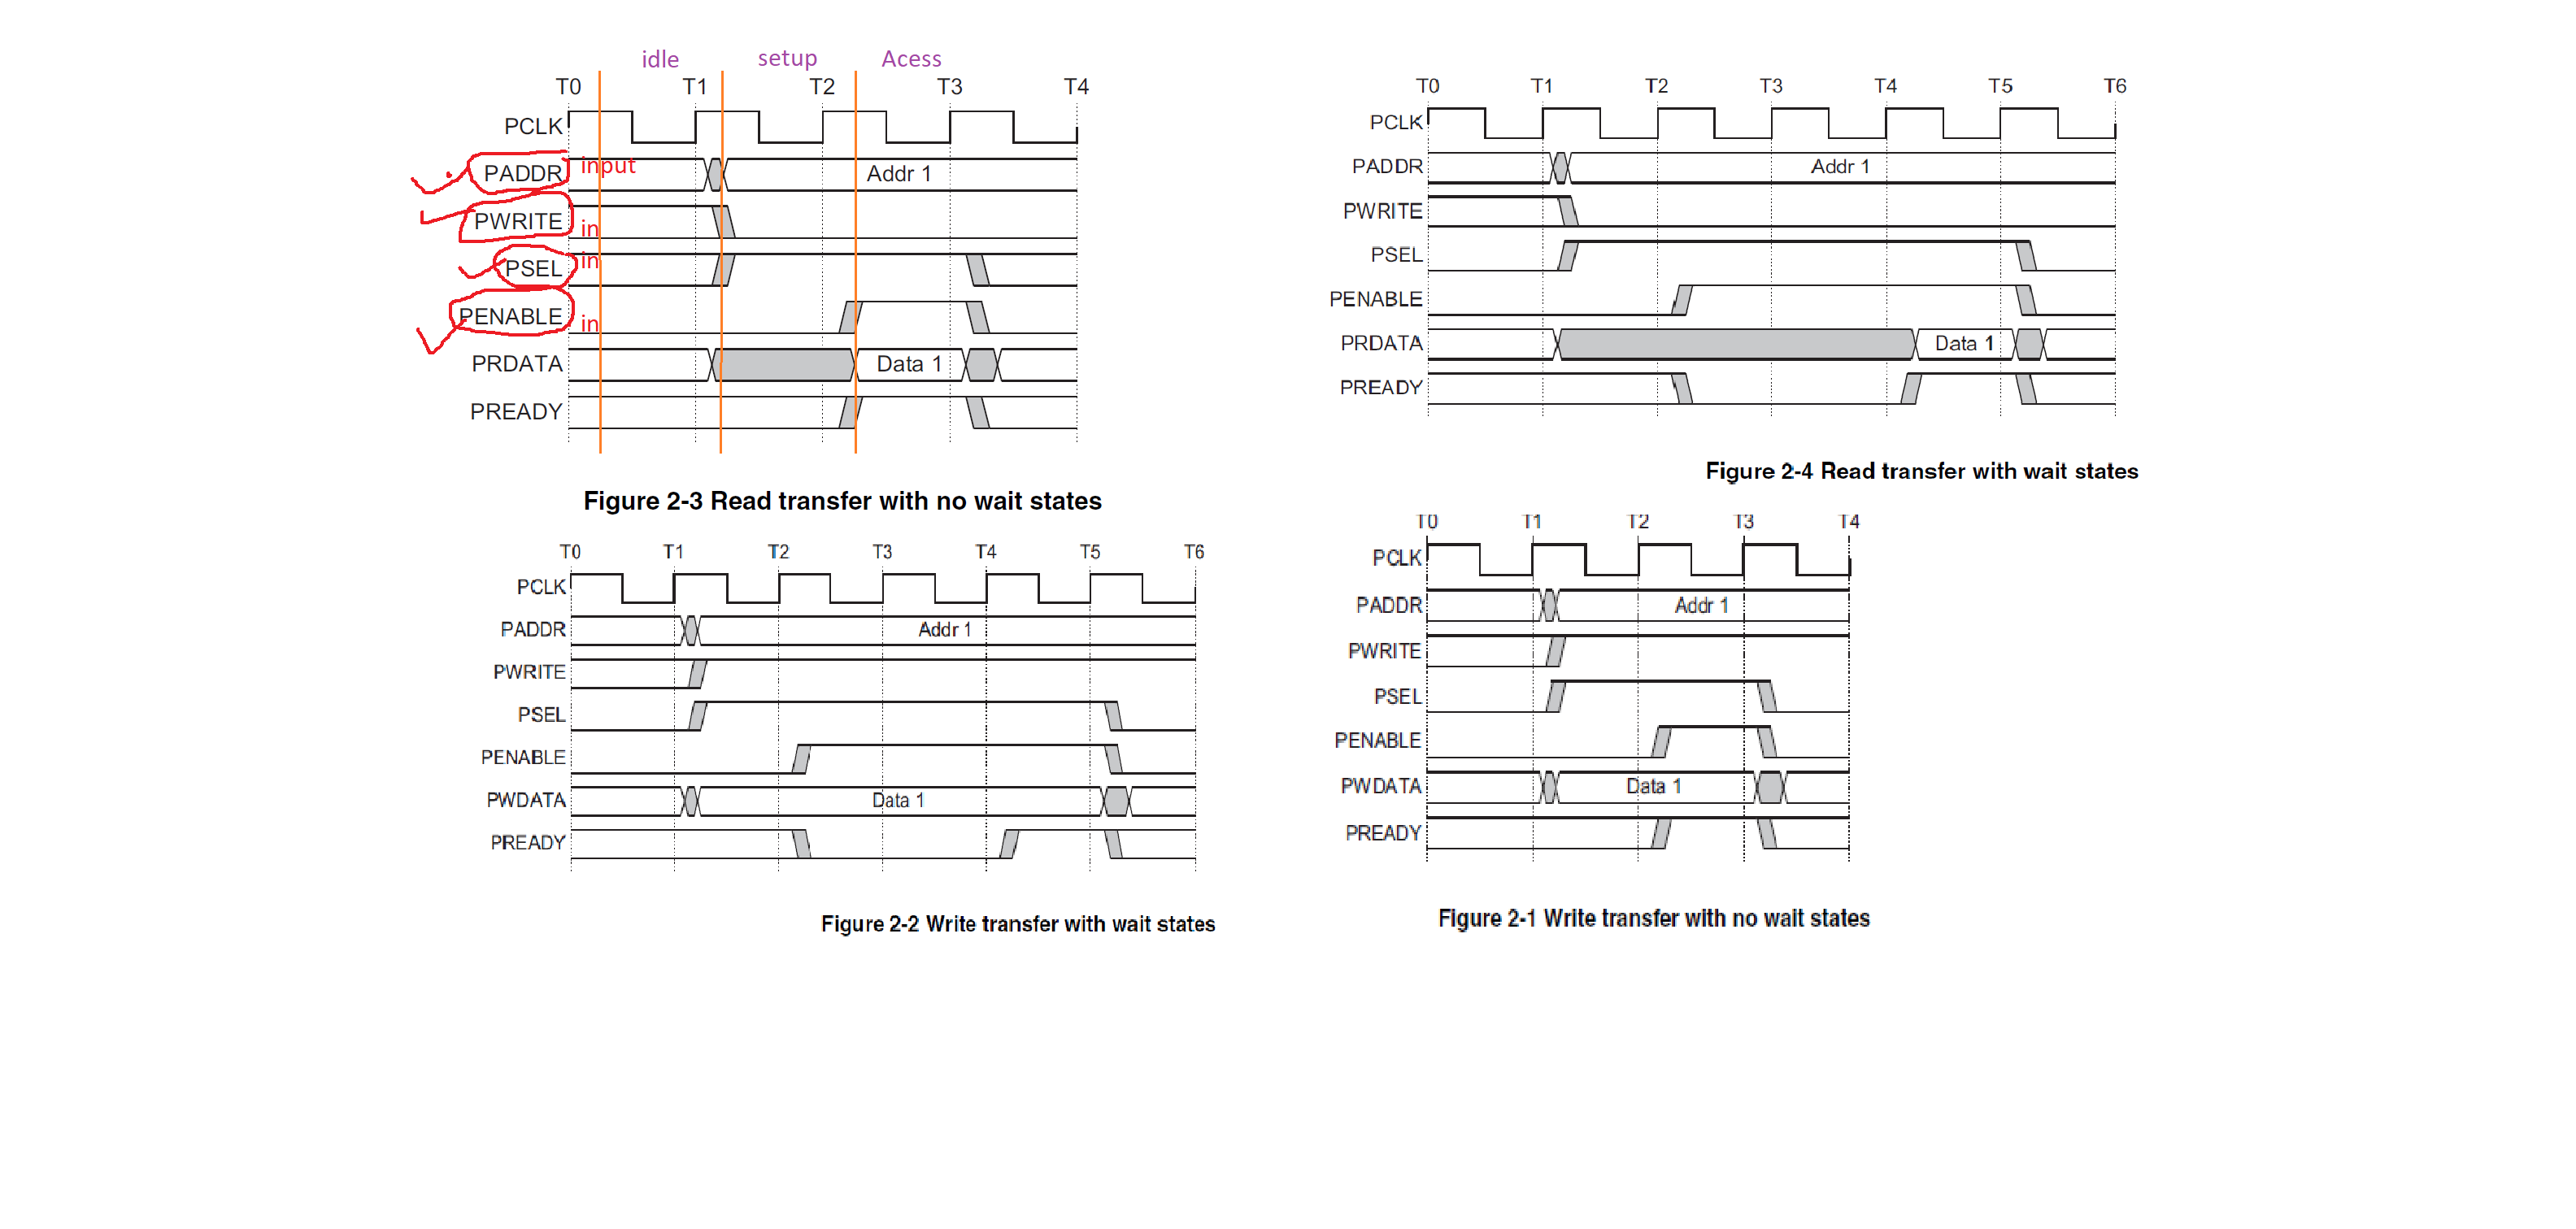 idle setup Acess
T0 T1 T2 T3 T4
PCLK
PADDR input Addr 1
PWRITE in
PSEL in
PENABLE in
PRDATA Data 1
PREADY
Figure 2-3 Read transfer with no wait states
T0 T1 T2 T3 T4 T5 T6
PCLK
PADDR Addr 1
PWRITE
PSEL
PENABLE
PRDATA Data 1
PREADY
Figure 2-4 Read transfer with wait states
T0 T1 T2 T3 T4 T5 T6
PCLK
PADDR Addr 1
PWRITE
PSEL
PENABLE
PWDATA Data 1
PREADY
Figure 2-2 Write transfer with wait states
T0 T1 T2 T3 T4
PCLK
PADDR Addr 1
PWRITE
PSEL
PENABLE
PWDATA Data 1
PREADY
Figure 2-1 Write transfer with no wait states